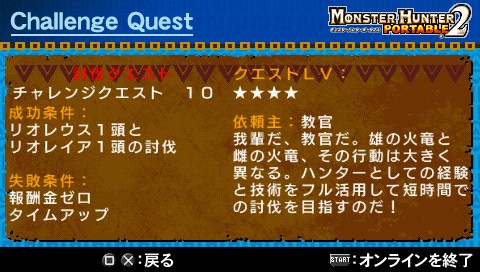 Challenge Quest
MONSTER HUNTER
PORTABLE 2
討伐クエスト
チャレンジクエスト 10
成功条件：
リオレウス1頭と
リオレイア1頭の討伐
失敗条件：
報酬金ゼロ
タイムアップ
クエストLV：
★★★★
依頼主：教官
我輩だ、教官だ。雄の火竜と
雌の火竜、その行動は大きく
異なる。ハンターとしての経験
と技術をフル活用して短時間で
の討伐を目指すのだ！
□×:戻る
START:オンラインを終了